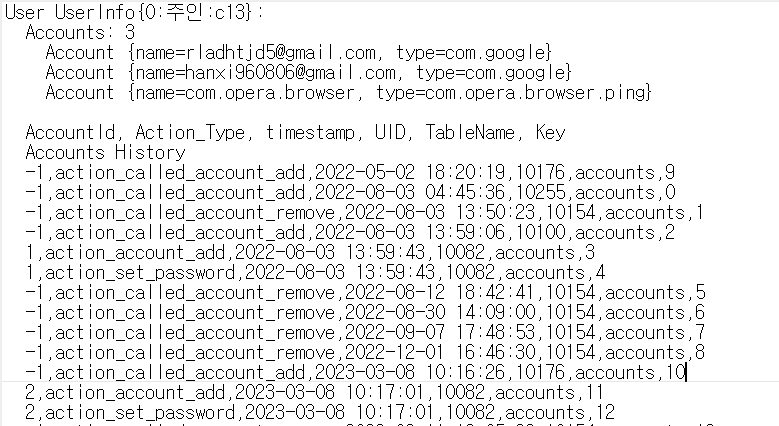 User UserInfo{0:주인:c13}:
Accounts: 3
Account {name=rladhtjd5@gmail.com, type=com.google}
Account {name=hanxi960806@gmail.com, type=com.google}
Account {name=com.opera.browser, type=com.opera.browser.ping}
AccountId, Action_Type, timestamp, UID, TableName, Key
Accounts History
-1,action_called_account_add,2022-05-02 18:20:19,10176,accounts,9
-1,action_called_account_add,2022-08-03 04:45:36,10255,accounts,0
-1,action_called_account_remove,2022-08-03 13:50:23,10154,accounts,1
-1,action_called_account_add,2022-08-03 13:59:06,10100,accounts,2
1,action_account_add,2022-08-03 13:59:43,10082,accounts,3
1,action_set_password,2022-08-03 13:59:43,10082,accounts,4
-1,action_called_account_remove,2022-08-12 18:42:41,10154,accounts,5
-1,action_called_account_remove,2022-08-30 14:09:00,10154,accounts,6
-1,action_called_account_remove,2022-09-07 17:48:53,10154,accounts,7
-1,action_called_account_remove,2022-12-01 16:46:30,10154,accounts,8
-1,action_called_account_add,2023-03-08 10:16:26,10176,accounts,10
2,action_account_add,2023-03-08 10:17:01,10082,accounts,11
2,action_set_password,2023-03-08 10:17:01,10082,accounts,12